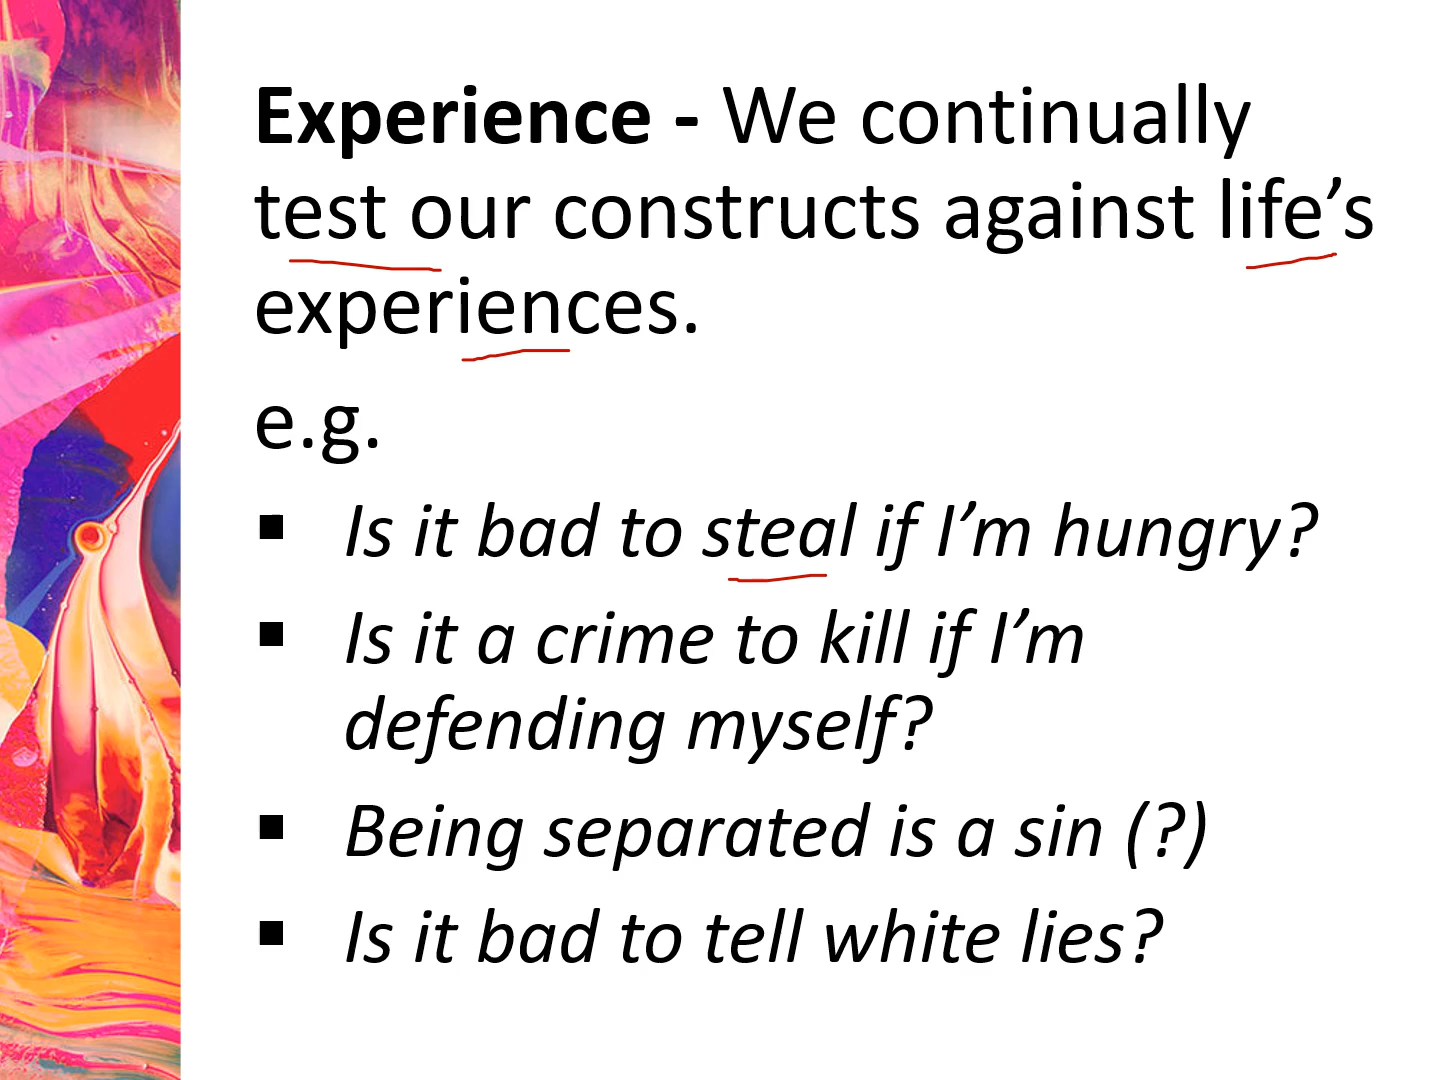 Experience - We continually
test our constructs against life’s
experiences.
e.g.
▪ Is it bad to steal if I’m hungry?
▪ Is it a crime to kill if I’m
defending myself?
▪ Being separated is a sin (?)
▪ Is it bad to tell white lies?